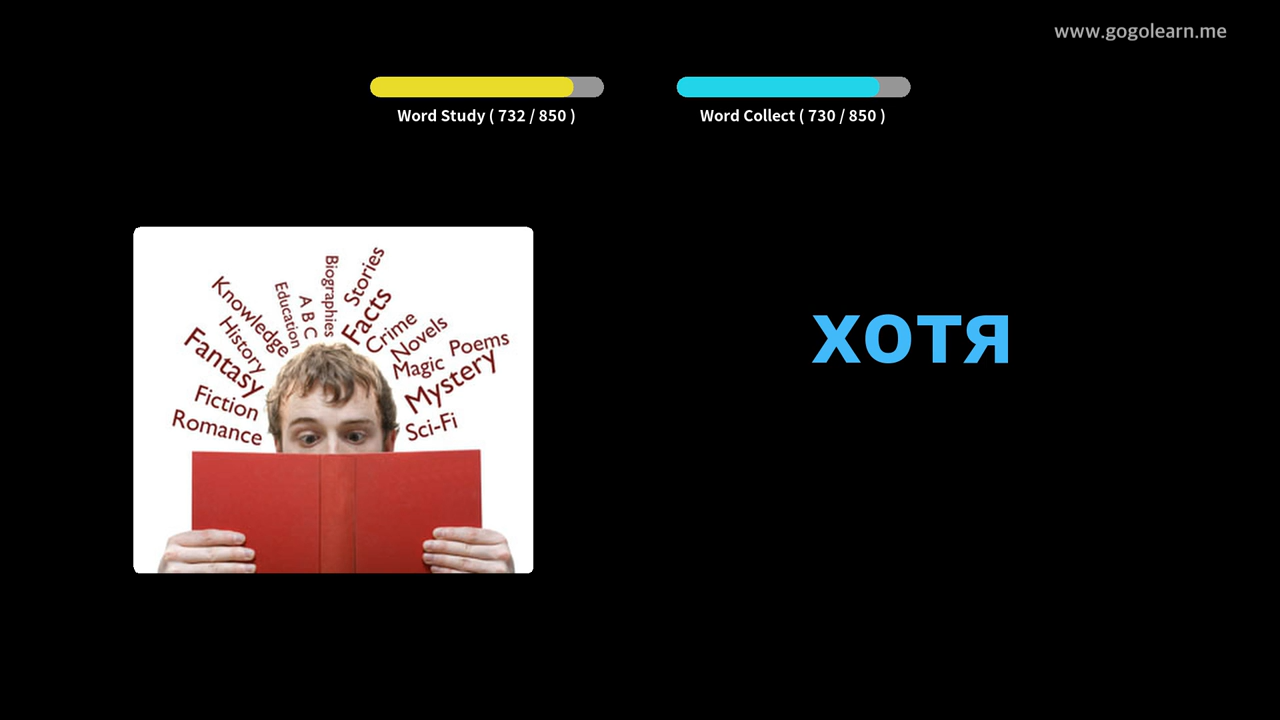 www.gogolearn.me
Word Study ( 732 / 850 )
Word Collect ( 730 / 850 )
Biographies
Stories
Knowledge
Education
A B C
Facts
Crime
History
Novels
Poems
Fantasy
Magic
Mystery
Fiction
Romance
Sci-Fi
хотя